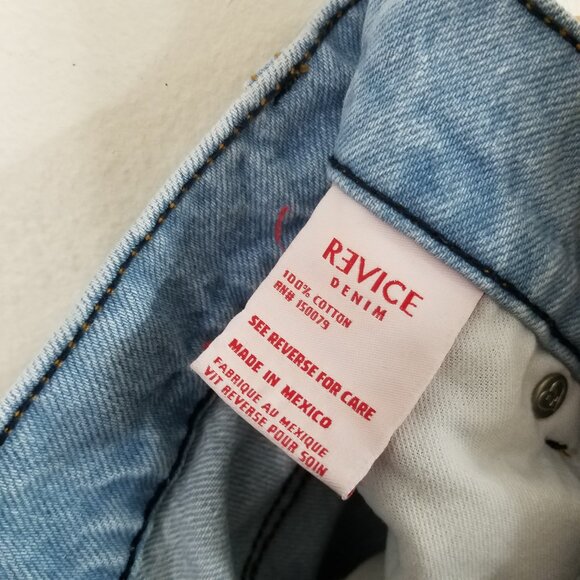 RƎVICE
DENIM
100% COTTON
RN# 150079
SEE REVERSE FOR CARE
MADE IN MEXICO
FABRIQUE AU MEXIQUE
VIT REVERSE POUR SOIN